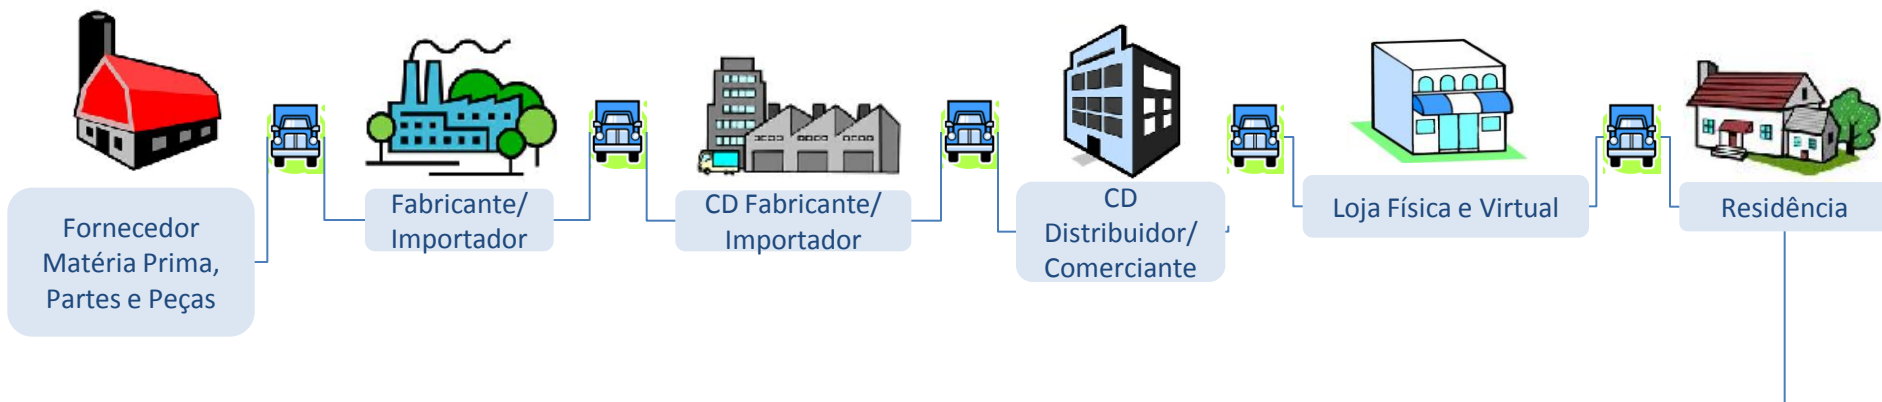 Fornecedor
Matéria Prima,
Partes e Peças
Fabricante/
Importador
CD Fabricante/
Importador
CD
Distribuidor/
Comerciante
Loja Física e Virtual
Residência